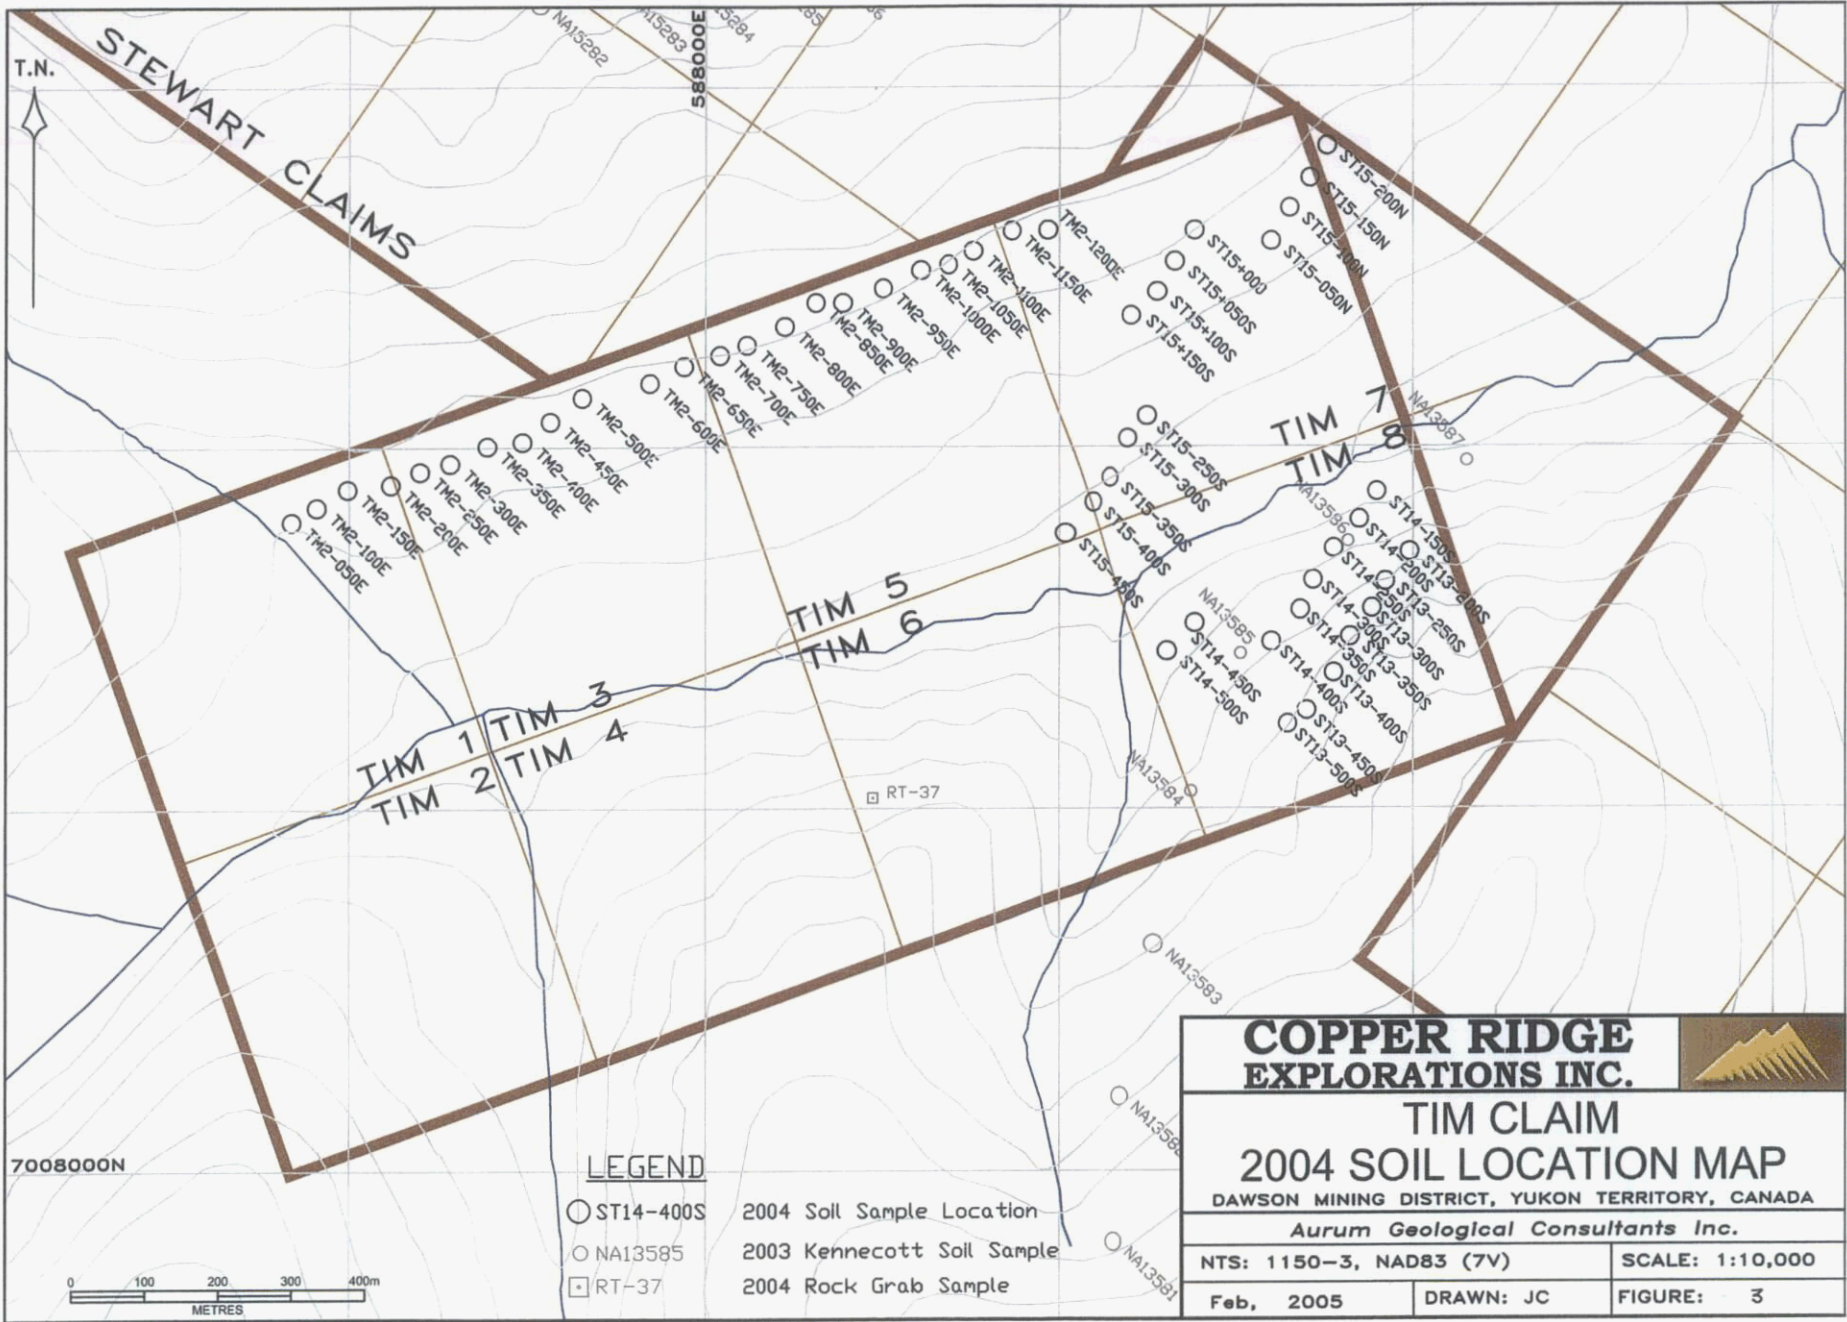 STEWART CLAIMS
T.N.
588000E
NA15282
NA15283
15284
TM2-050E
TM2-100E
TM2-150E
TM2-200E
TM2-250E
TM2-300E
TM2-350E
TM2-400E
TM2-450E
TM2-500E
TM2-600E
TM2-650E
TM2-700E
TM2-750E
TM2-800E
TM2-850E
TM2-900E
TM2-950E
TM2-1000E
TM2-1050E
TM2-1100E
TM2-1150E
TM2-1200E
ST15-200N
ST15-150N
ST15-100N
ST15-050N
ST15+000
ST15+050S
ST15+100S
ST15+150S
ST15-250S
ST15-300S
ST15-350S
ST15-400S
ST15-450S
TIM 7
TIM 8
NA13587
NA13586
ST14-150S
ST14-200S
ST14-250S
ST14-300S
ST14-350S
ST14-400S
ST14-450S
ST14-500S
ST13-200S
ST13-250S
ST13-300S
ST13-350S
ST13-400S
ST13-450S
ST13-500S
NA13585
TIM 5
TIM 6
TIM 3
TIM 4
TIM 1
TIM 2
RT-37
NA13584
NA13583
NA13581
7008000N
LEGEND
ST14-400S 2004 Soil Sample Location
NA13585 2003 Kennecott Soil Sample
RT-37 2004 Rock Grab Sample
0 100 200 300 400m
METRES
COPPER RIDGE
EXPLORATIONS INC.
TIM CLAIM
2004 SOIL LOCATION MAP
DAWSON MINING DISTRICT, YUKON TERRITORY, CANADA
Aurum Geological Consultants Inc.
NTS: 1150-3, NAD83 (7V) SCALE: 1:10,000
Feb, 2005 DRAWN: JC FIGURE: 3